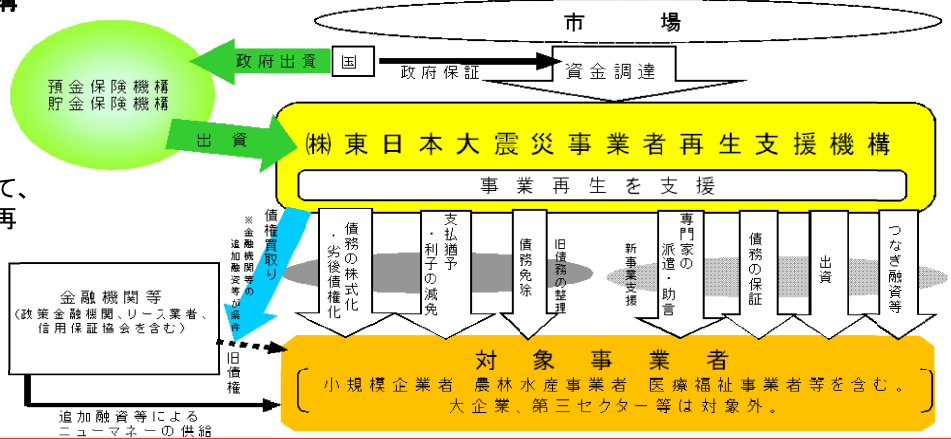 構
市場
政府出資
国
政府保証
資金調達
預金保険機構
貯金保険機構
出資
㈱東日本大震災事業者再生支援機構
事業再生を支援
て、
再
債権買取り
※金融機関等の
追加融資等が条件
債務の株式化
・劣後債権化
支払猶予
・利子の減免
債務免除
旧債務の整理
新事業支援
専門家の
派遣・助言
債務の保証
出資
つなぎ融資等
金融機関等
(政策金融機関、リース業者、
信用保証協会を含む)
旧債権
対象事業者
小規模企業者 農林水産事業者 医療福祉事業者等を含む。
大企業、第三セクター等は対象外。
追加融資等による
ニューマネーの供給